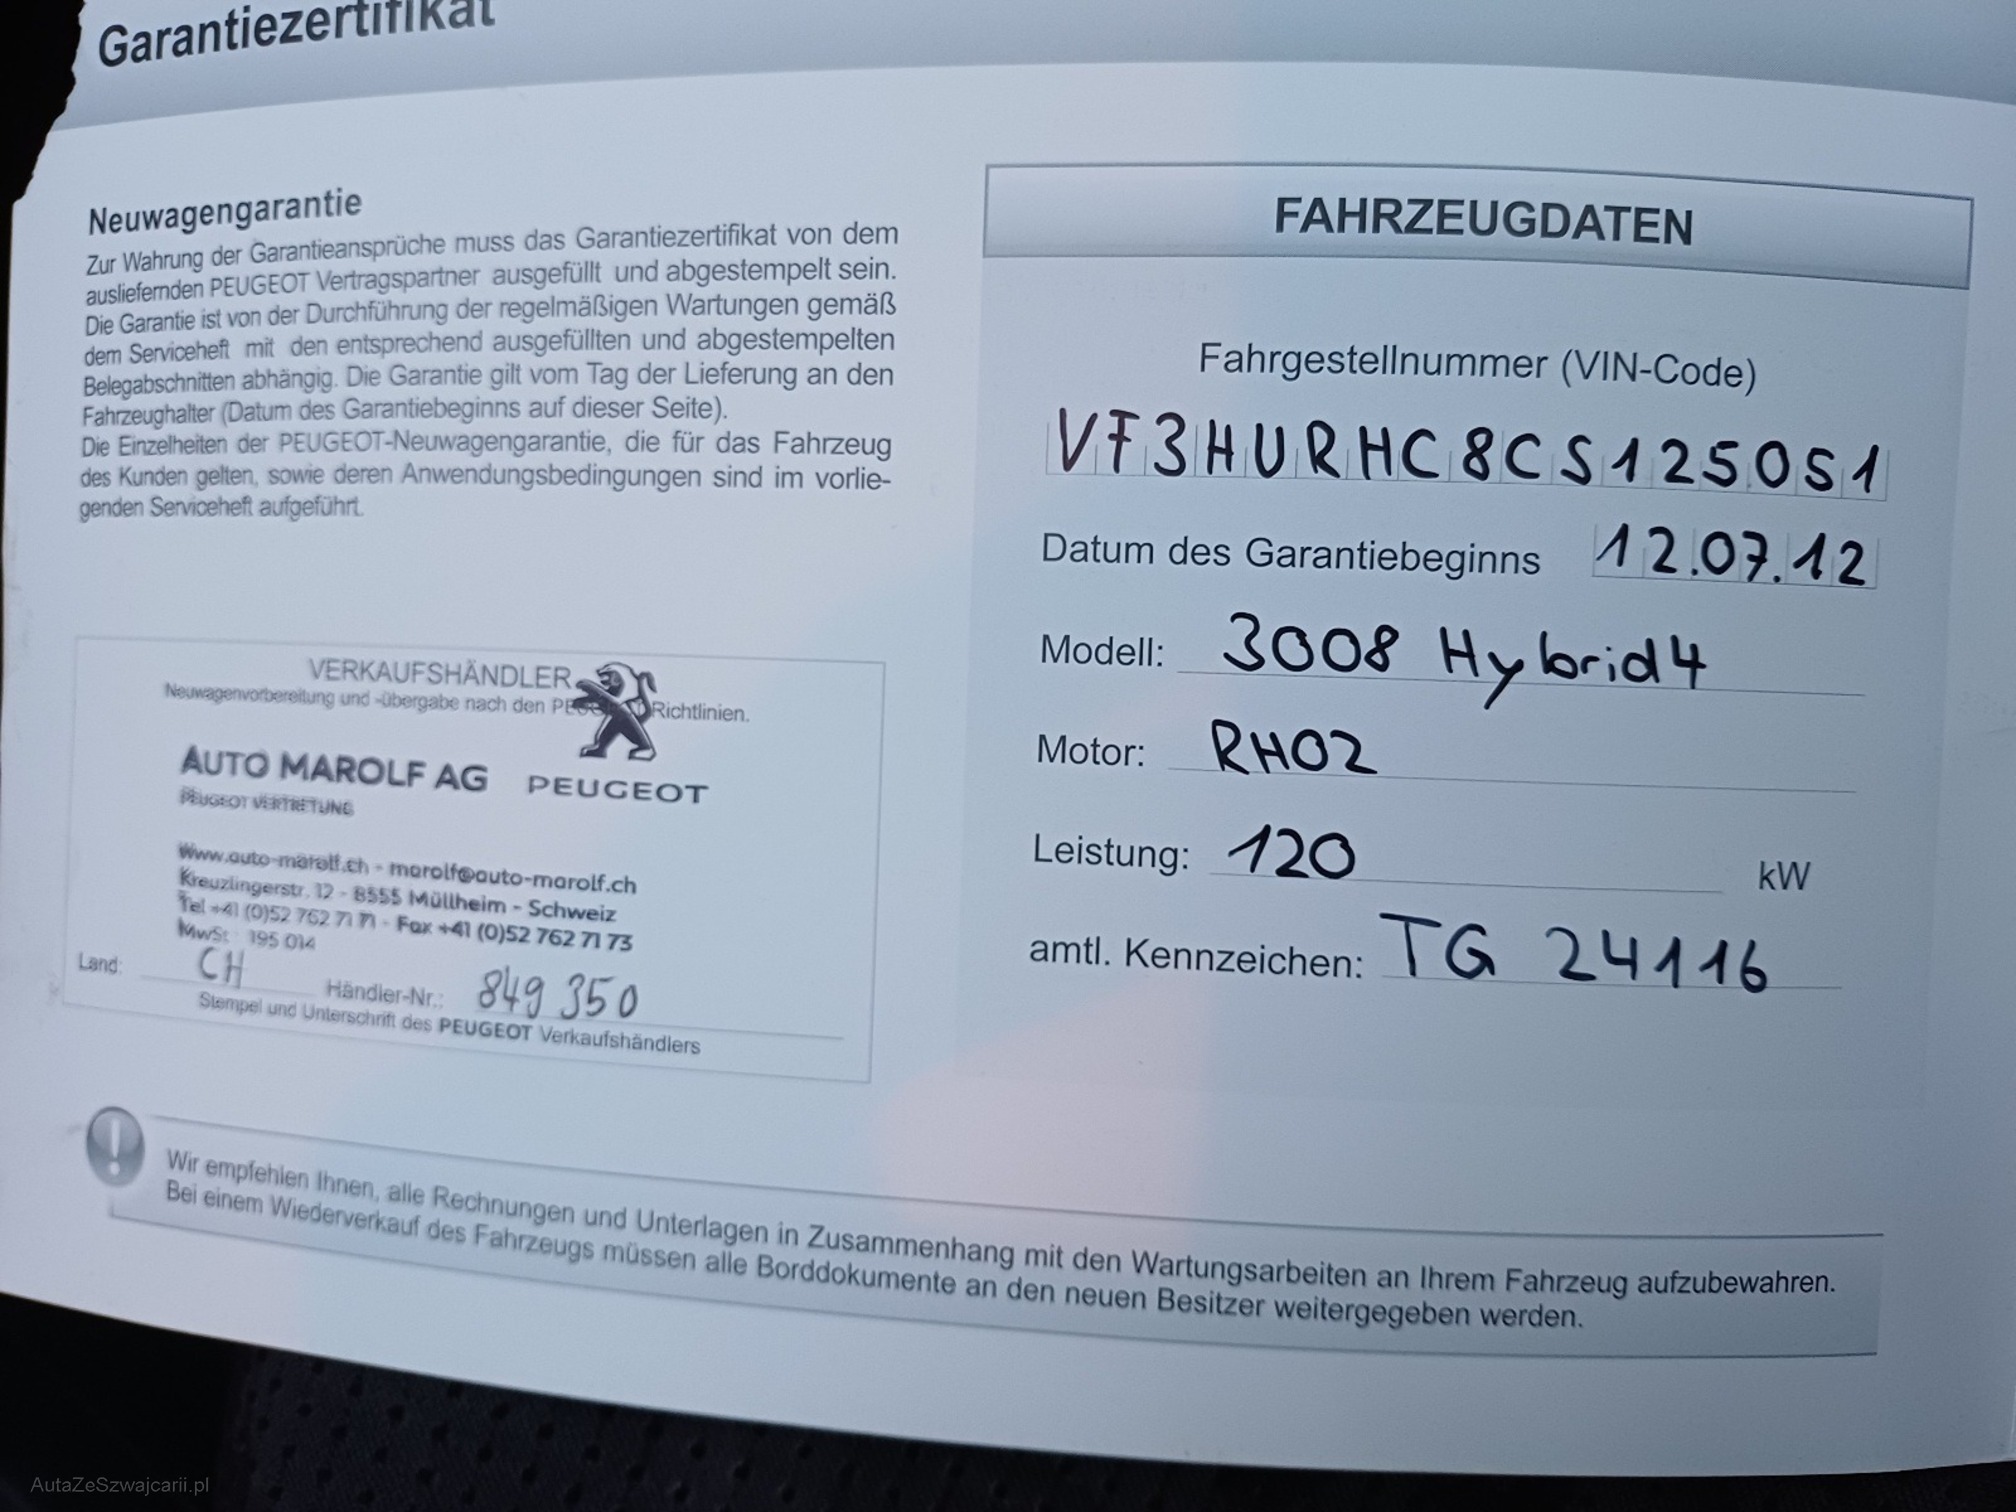 Garantiezertifikat
Neuwagengarantie
Zur Wahrung der Garantieansprüche muss das Garantiezertifikat von dem
ausliefernden PEUGEOT Vertragspartner ausgefüllt und abgestempelt sein.
Die Garantie ist von der Durchführung der regelmäßigen Wartungen gemäß
dem Serviceheft mit den entsprechend ausgefüllten und abgestempelten
Belegabschnitten abhängig. Die Garantie gilt vom Tag der Lieferung an den
Fahrzeughalter (Datum des Garantiebeginns auf dieser Seite).
Die Einzelheiten der PEUGEOT-Neuwagengarantie, die für das Fahrzeug
des Kunden gelten, sowie deren Anwendungsbedingungen sind im vorlie-
genden Serviceheft aufgeführt.
VERKAUFSHÄNDLER
Neuwagenvorbereitung und -übergabe nach den Richtlinien.
AUTO MAROLF AG PEUGEOT
PEUGEOT VERTRETUNG
www.auto-marolf.ch - marolf@auto-marolf.ch
Kreuzlingerstr. 12 - 8555 Müllheim - Schweiz
Tel +41 (0)52 762 71 71 - Fax +41 (0)52 762 71 73
MwSt. 195 014
Land: CH Händler-Nr.: 849 350
Stempel und Unterschrift des PEUGEOT Verkaufshändlers
FAHRZEUGDATEN
Fahrgestellnummer (VIN-Code)
VF3HURHC8CS125051
Datum des Garantiebeginns 12.07.12
Modell: 3008 Hybrid4
Motor: RH02
Leistung: 120 kW
amtl. Kennzeichen: TG 24116
Wir empfehlen Ihnen, alle Rechnungen und Unterlagen in Zusammenhang mit den Wartungsarbeiten an Ihrem Fahrzeug aufzubewahren.
Bei einem Wiederverkauf des Fahrzeugs müssen alle Borddokumente an den neuen Besitzer weitergegeben werden.
AutaZeSzwajcarii.pl